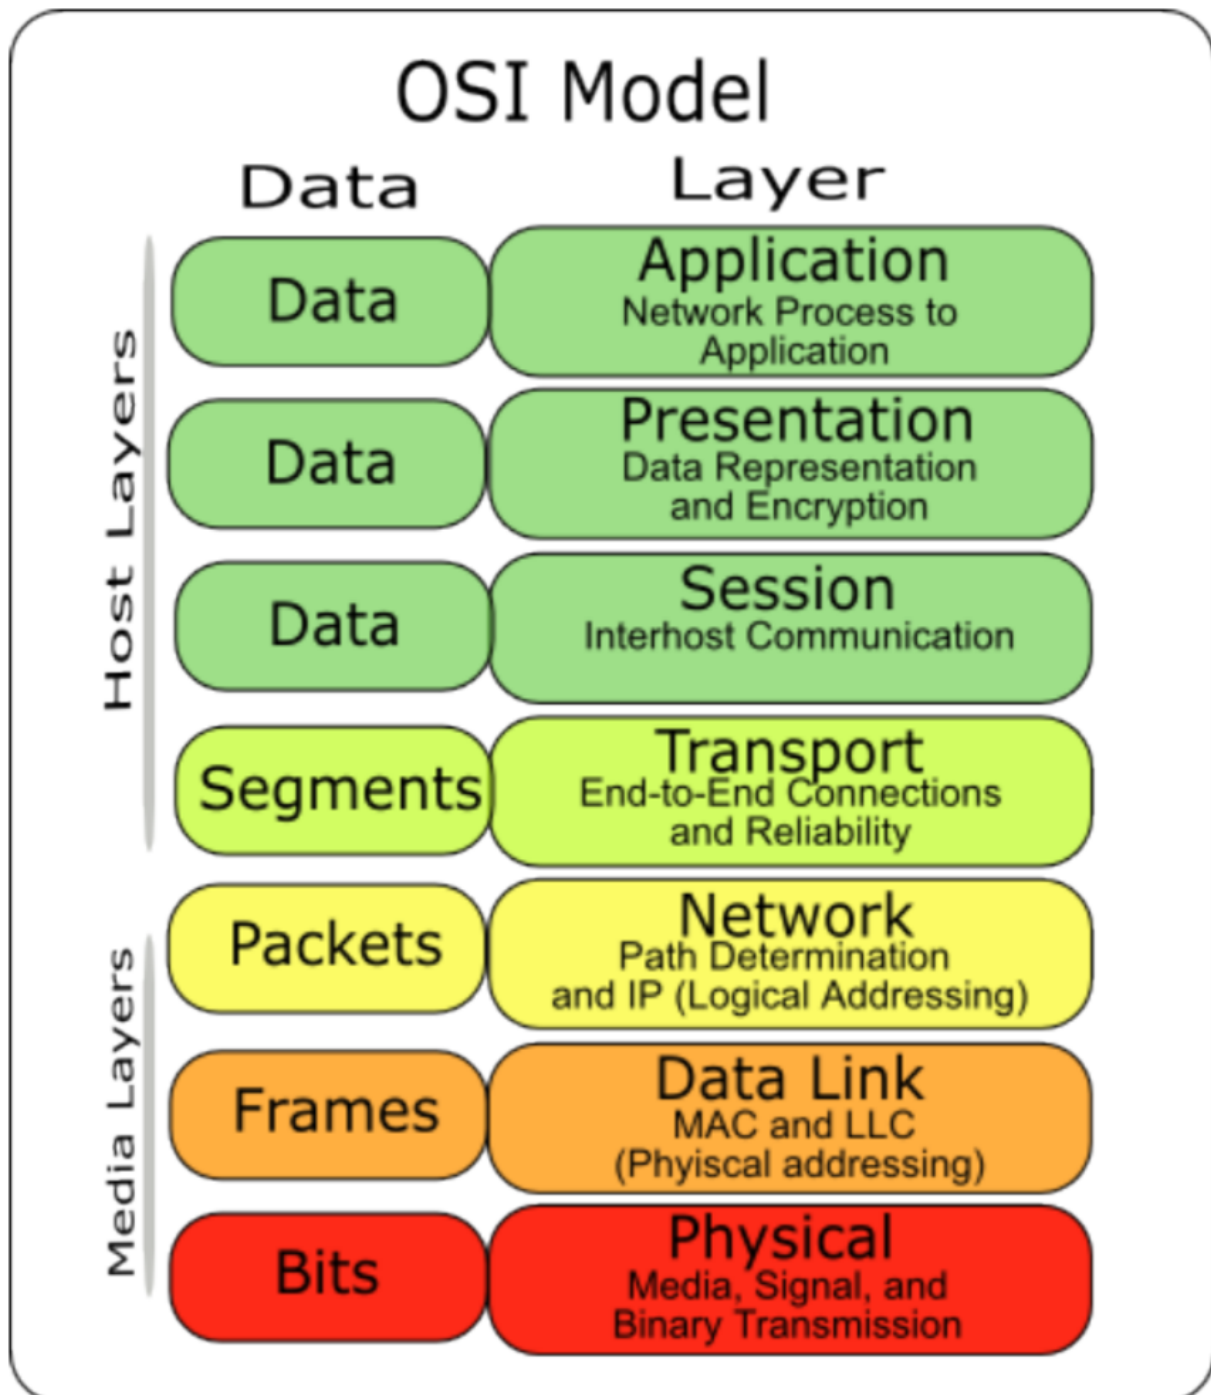 OSI Model
Data
Layer
Host Layers
Data
Application
Network Process to
Application
Data
Presentation
Data Representation
and Encryption
Data
Session
Interhost Communication
Segments
Transport
End-to-End Connections
and Reliability
Media Layers
Packets
Network
Path Determination
and IP (Logical Addressing)
Frames
Data Link
MAC and LLC
(Phyiscal addressing)
Bits
Physical
Media, Signal, and
Binary Transmission